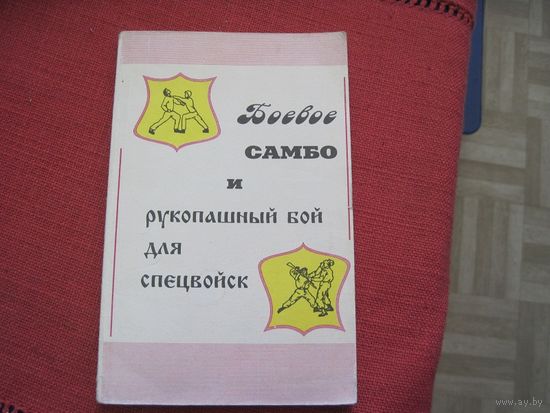 Боевое
САМБО
и
рукопашный бой
для
спецвойск
www.ay.by